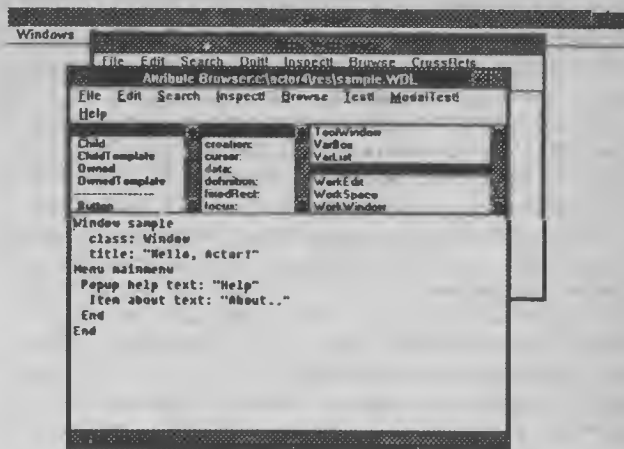 Windows
File Edit Search Doit! Inspect! Browse CrossRefs
Attribute Browser:c:\actor4\res\sample.WDL
File Edit Search Inspect! Browse Test! ModalTest!
Help
Child
ChildTemplate
Owned
OwnedTemplate
----------------
Button
creation:
cursor:
data:
definition:
fixedRect:
focus:
ToolWindow
VarBox
VarList
WorkEdit
WorkSpace
WorkWindow
Window sample
class: Window
title: "Hello, Actor!"
Menu mainmenu
Popup help text: "Help"
Item about text: "About.."
End
End